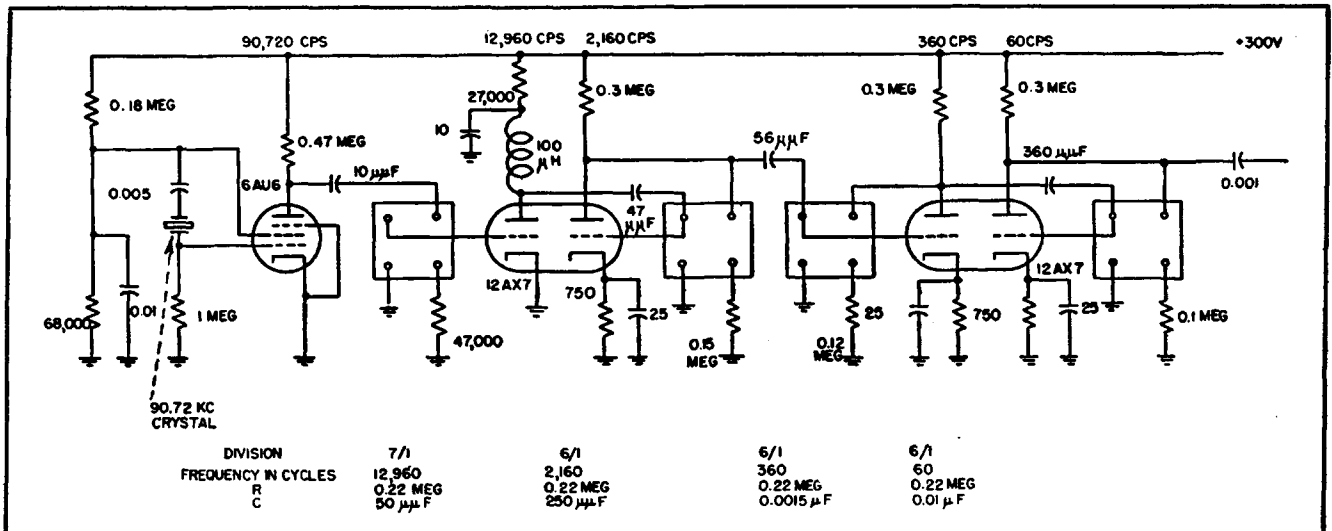 90,720 CPS
12,960 CPS
2,160 CPS
360 CPS
60 CPS
+300V
0.18 MEG
27,000
0.3 MEG
0.3 MEG
0.3 MEG
0.47 MEG
10
100 μH
56 μμF
360 μμF
0.005
6AU6
10 μμF
47 μμF
0.001
12AX7
750
12AX7
0.01
1 MEG
25
25
750
25
68,000
47,000
0.15 MEG
0.12 MEG
0.1 MEG
90.72 KC
CRYSTAL
DIVISION 7/1 6/1 6/1 6/1
FREQUENCY IN CYCLES 12,960 2,160 360 60
R 0.22 MEG 0.22 MEG 0.22 MEG 0.22 MEG
C 50 μμF 250 μμF 0.0015 μF 0.01 μF